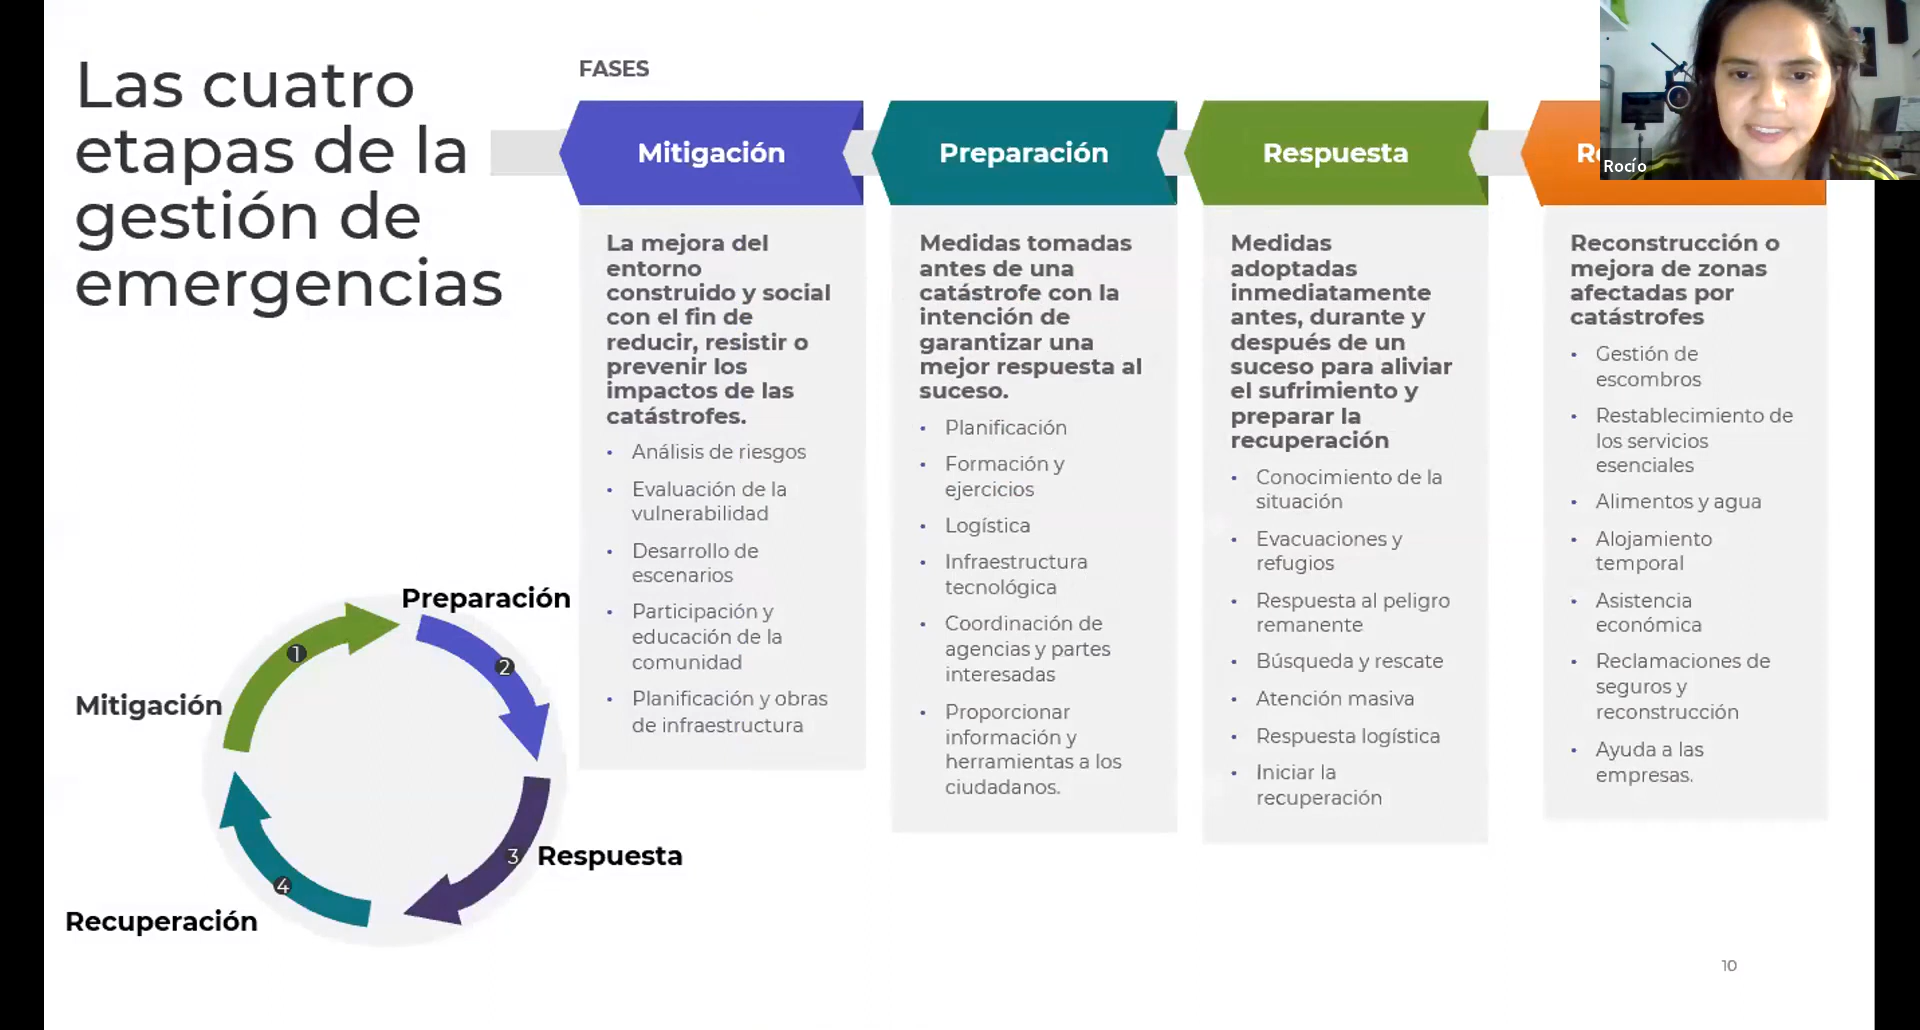 Las cuatro
etapas de la
gestión de
emergencias
FASES
Mitigación
La mejora del
entorno
construido y social
con el fin de
reducir, resistir o
prevenir los
impactos de las
catástrofes.
• Análisis de riesgos
• Evaluación de la
vulnerabilidad
• Desarrollo de
escenarios
• Participación y
educación de la
comunidad
• Planificación y obras
de infraestructura
Preparación
Medidas tomadas
antes de una
catástrofe con la
intención de
garantizar una
mejor respuesta al
suceso.
• Planificación
• Formación y
ejercicios
• Logística
• Infraestructura
tecnológica
• Coordinación de
agencias y partes
interesadas
• Proporcionar
información y
herramientas a los
ciudadanos.
Respuesta
Medidas
adoptadas
inmediatamente
antes, durante y
después de un
suceso para aliviar
el sufrimiento y
preparar la
recuperación
• Conocimiento de la
situación
• Evacuaciones y
refugios
• Respuesta al peligro
remanente
• Búsqueda y rescate
• Atención masiva
• Respuesta logística
• Iniciar la
recuperación
Rocío
Reconstrucción o
mejora de zonas
afectadas por
catástrofes
• Gestión de
escombros
• Restablecimiento de
los servicios
esenciales
• Alimentos y agua
• Alojamiento
temporal
• Asistencia
económica
• Reclamaciones de
seguros y
reconstrucción
• Ayuda a las
empresas.
Preparación
1
2
Mitigación
3
Respuesta
4
Recuperación
10